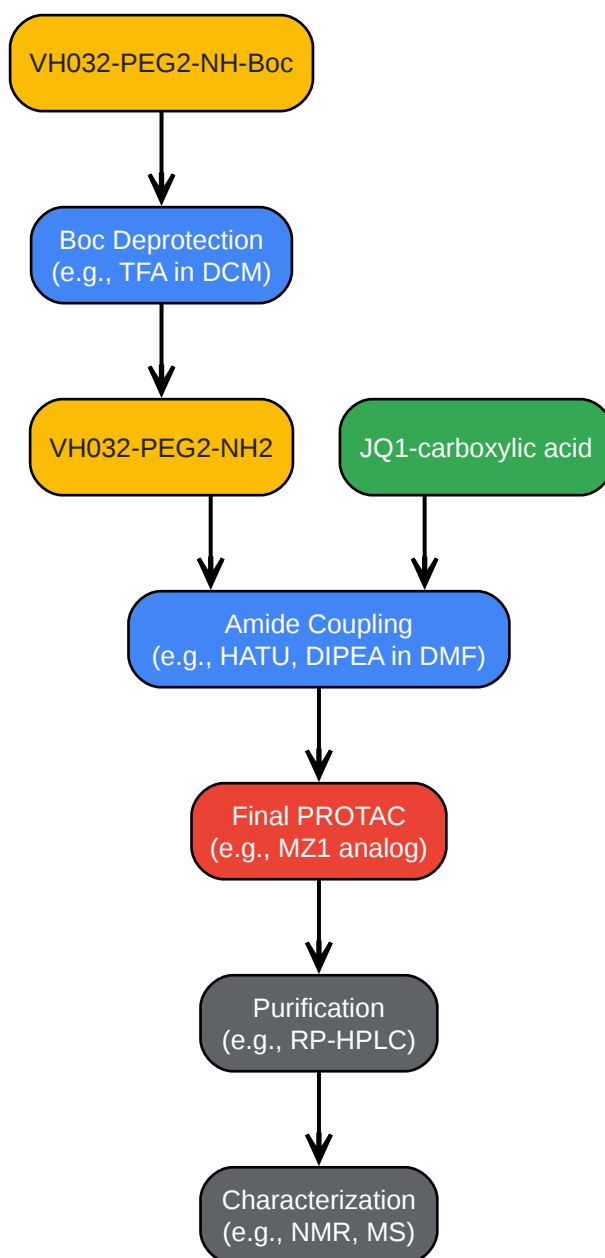 VH032-PEG2-NH-Boc
Boc Deprotection
(e.g., TFA in DCM)
VH032-PEG2-NH2
JQ1-carboxylic acid
Amide Coupling
(e.g., HATU, DIPEA in DMF)
Final PROTAC
(e.g., MZ1 analog)
Purification
(e.g., RP-HPLC)
Characterization
(e.g., NMR, MS)